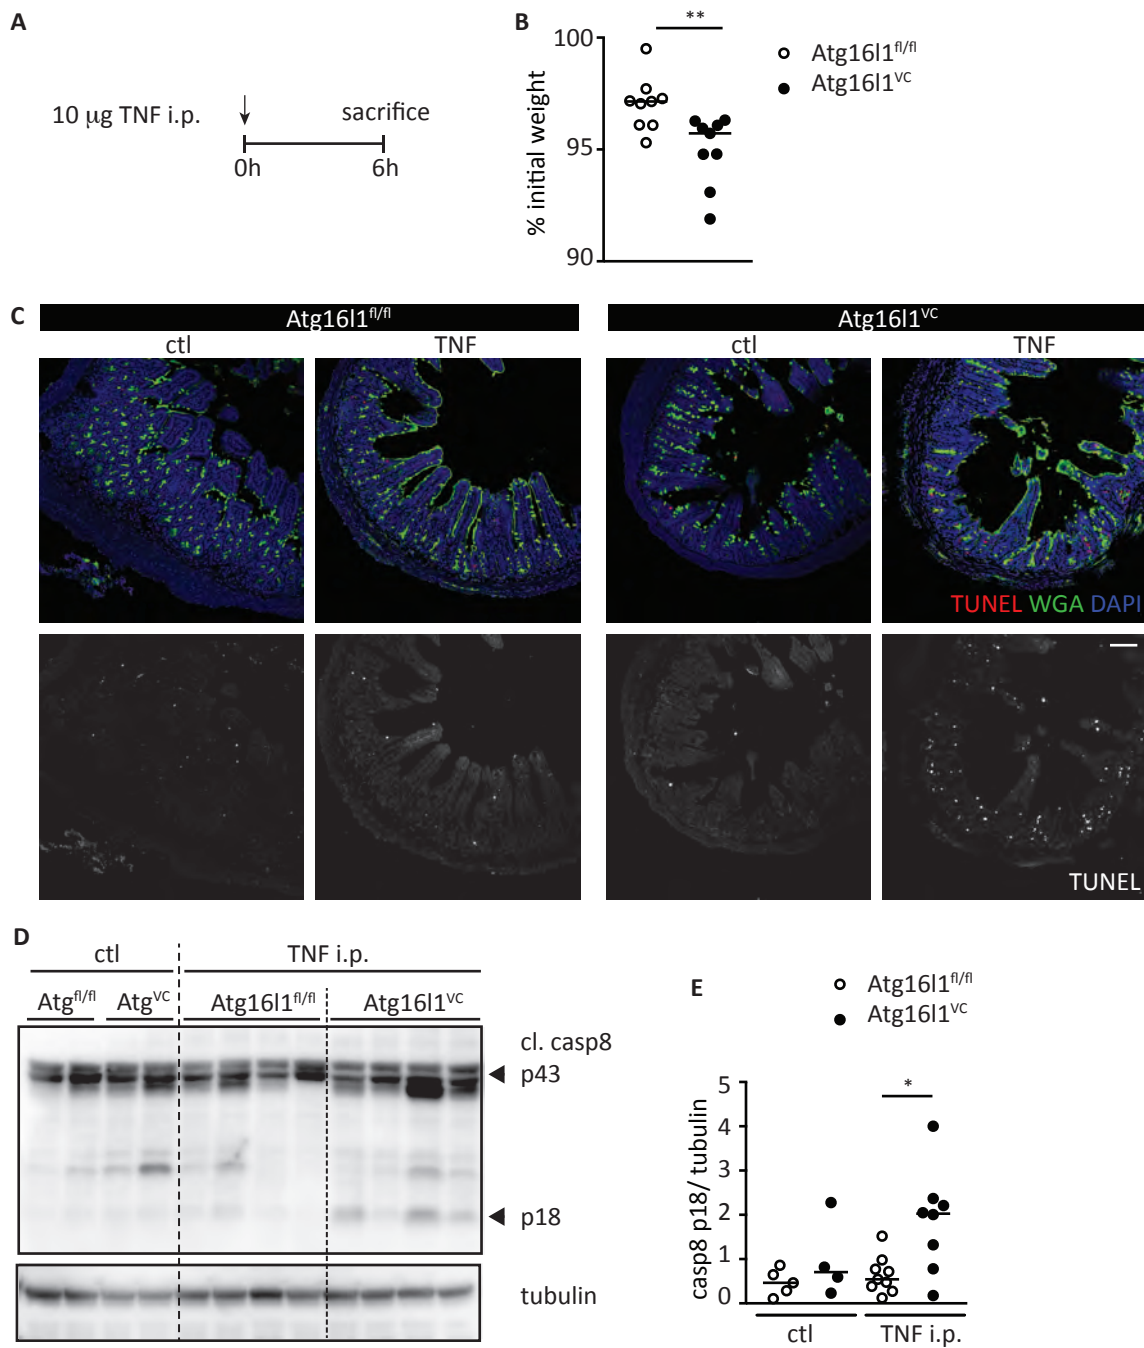 A
10 μg TNF i.p.
sacrifice
0h
6h
B
**
100
95
90
% initial weight
Atg16l1fl/fl
Atg16l1VC
C
Atg16l1fl/fl
Atg16l1VC
ctl
TNF
ctl
TNF
TUNEL WGA DAPI
TUNEL
D
ctl
TNF i.p.
Atgfl/fl
AtgVC
Atg16l1fl/fl
Atg16l1VC
cl. casp8
p43
p18
tubulin
E
Atg16l1fl/fl
Atg16l1VC
*
5
4
3
2
1
0
casp8 p18/ tubulin
ctl
TNF i.p.